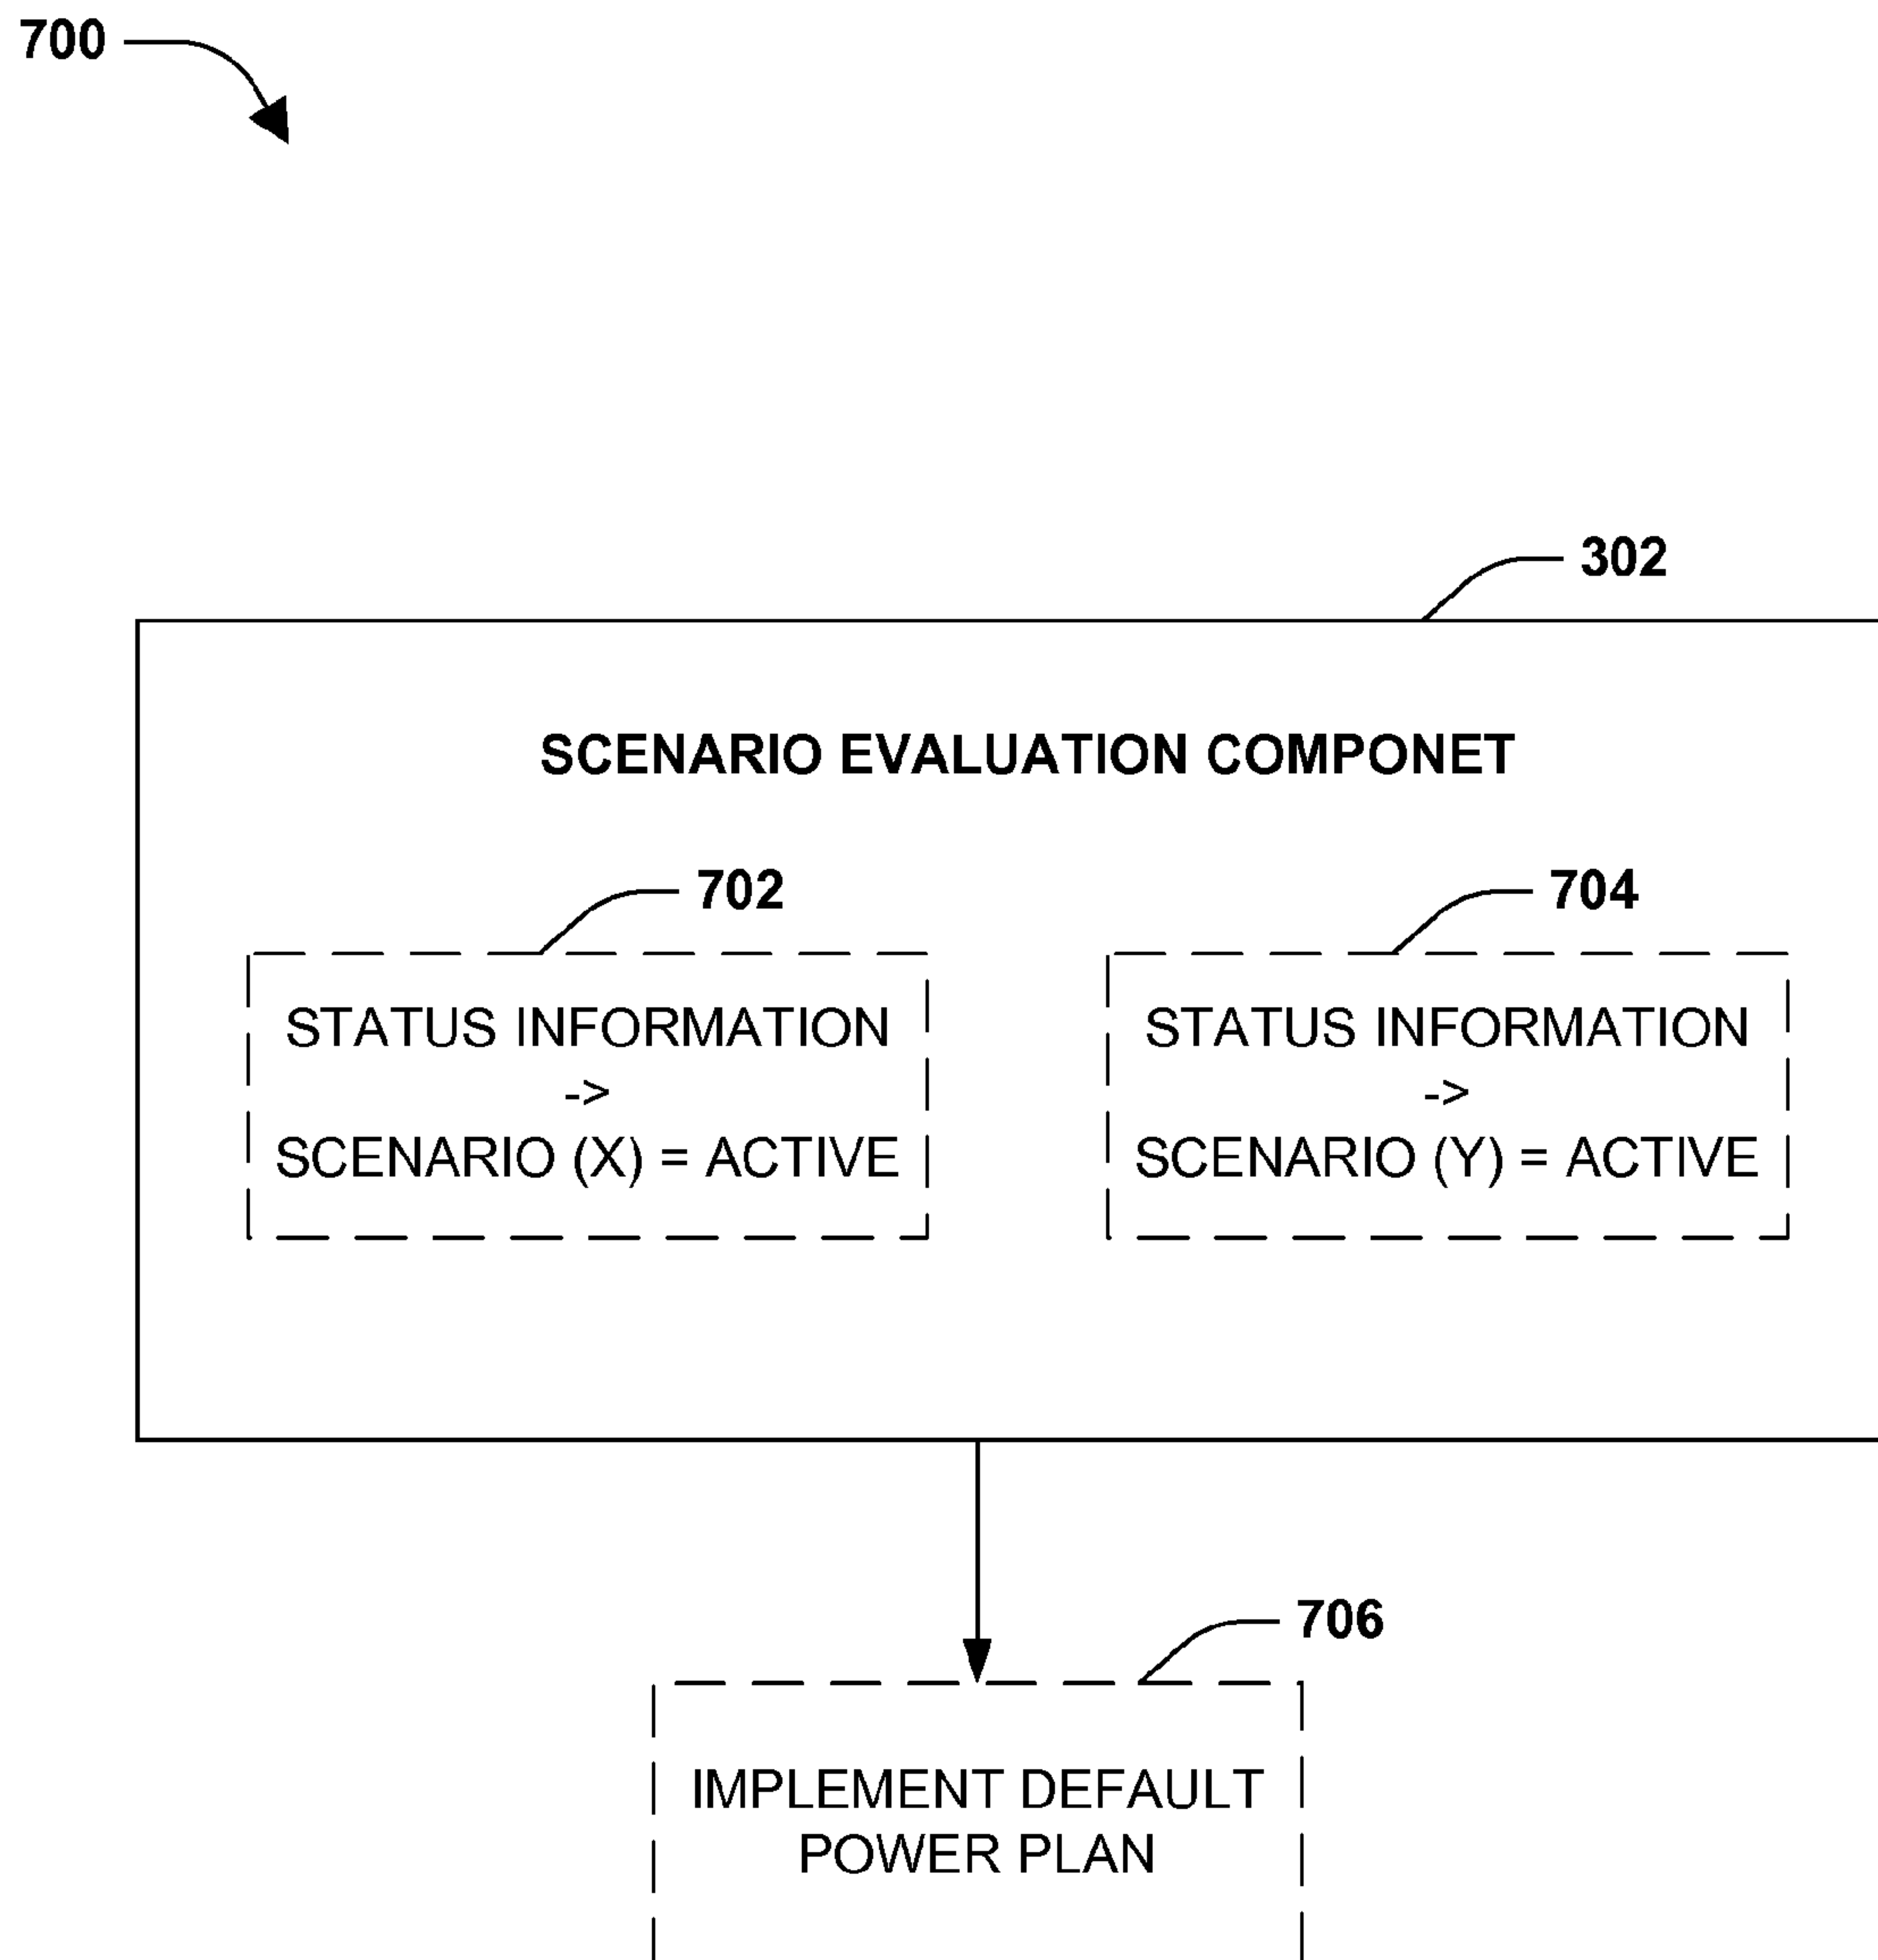 700
302
SCENARIO EVALUATION COMPONET
702
704
STATUS INFORMATION
->
SCENARIO (X) = ACTIVE
STATUS INFORMATION
->
SCENARIO (Y) = ACTIVE
706
IMPLEMENT DEFAULT
POWER PLAN